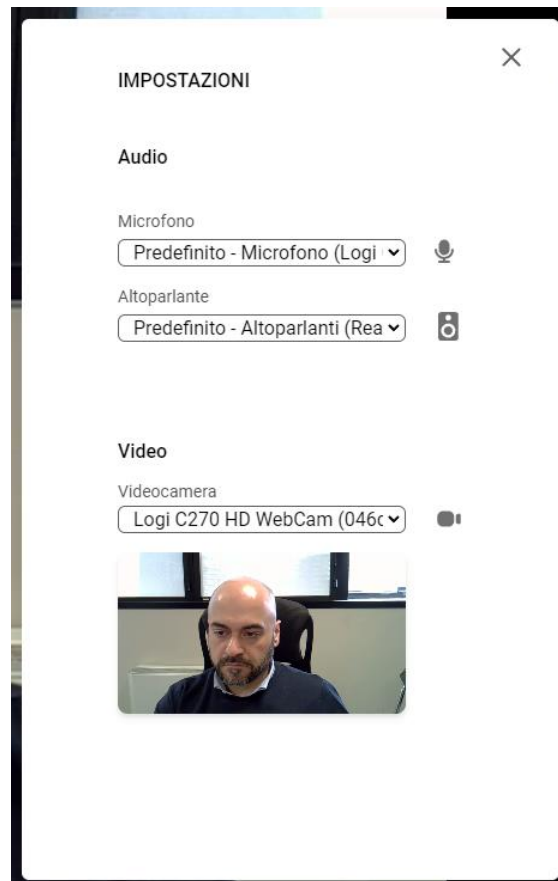 IMPOSTAZIONI
Audio
Microfono
Predefinito - Microfono (Logi
Altoparlante
Predefinito - Altoparlanti (Rea
Video
Videocamera
Logi C270 HD WebCam (046c